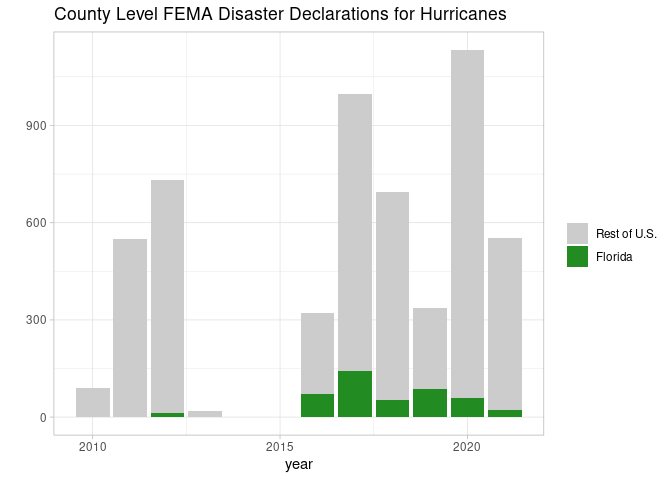 County Level FEMA Disaster Declarations for Hurricanes
900
600
300
0
2010
2015
2020
year
Rest of U.S.
Florida